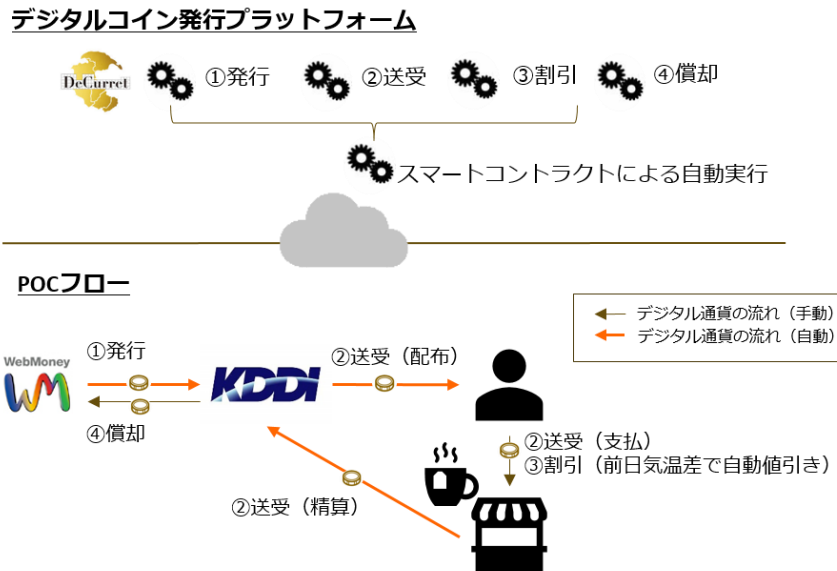 デジタルコイン発行プラットフォーム
DeCurret
①発行
②送受
③割引
④償却
スマートコントラクトによる自動実行
POCフロー
デジタル通貨の流れ（手動）
デジタル通貨の流れ（自動）
WebMoney
WM
①発行
④償却
KDDI
②送受（配布）
②送受（支払）
③割引（前日気温差で自動値引き）
②送受（精算）